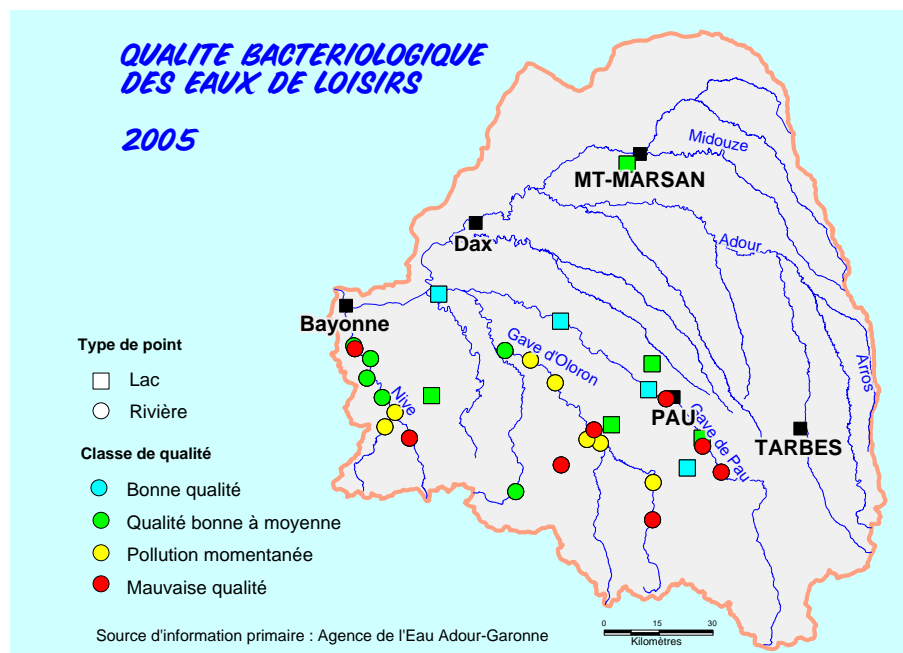 QUALITE BACTERIOLOGIQUE
DES EAUX DE LOISIRS
2005
Midouze
MT-MARSAN
Adour
Dax
Bayonne
Gave d'Oloron
Arros
Nive
PAU
Gave de Pau
TARBES
Type de point
Lac
Rivière
Classe de qualité
Bonne qualité
Qualité bonne à moyenne
Pollution momentanée
Mauvaise qualité
Source d'information primaire : Agence de l'Eau Adour-Garonne
0 15 30
Kilomètres